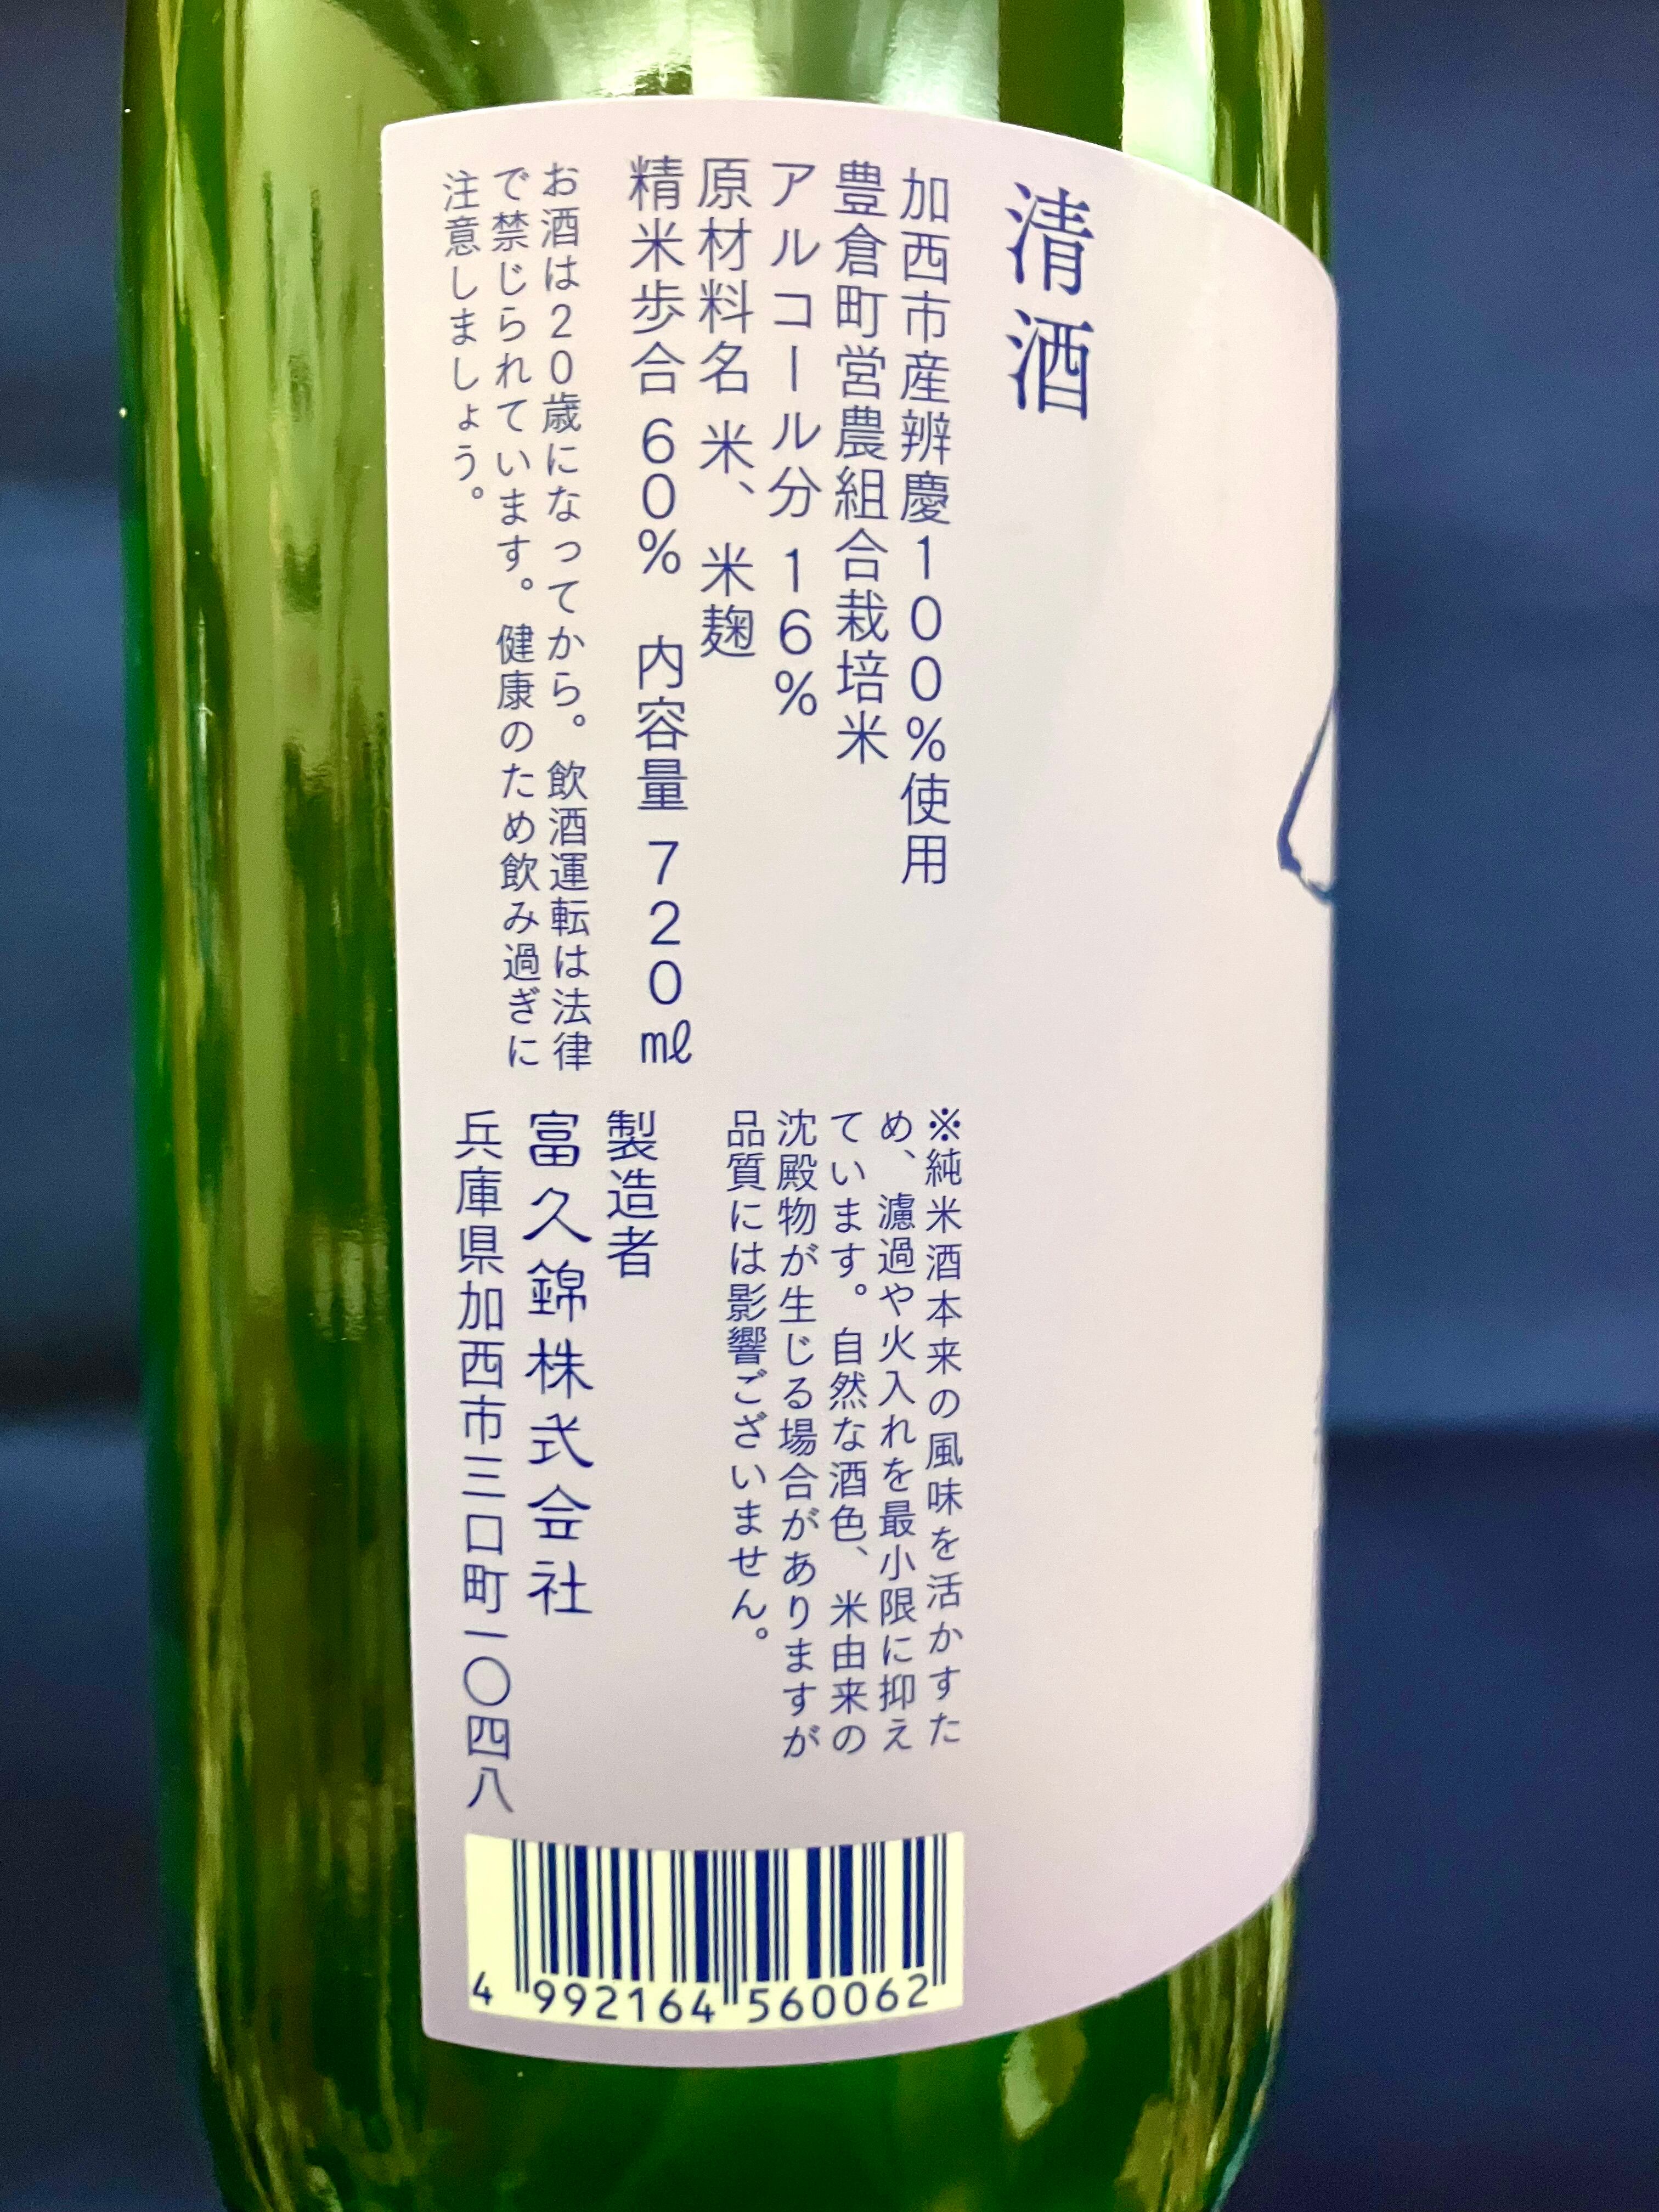 清酒
加西市産辨慶100%使用
豊倉町営農組合栽培米
アルコール分 16%
原材料名 米、米麹
精米歩合 60% 内容量 720㎖
お酒は20歳になってから。飲酒運転は法律
で禁じられています。健康のため飲み過ぎに
注意しましょう。
※純米酒本来の風味を活かすた
め、濾過や火入れを最小限に抑え
ています。自然な酒色、米由来の
沈殿物が生じる場合がありますが
品質には影響ございません。
製造者
富久錦株式会社
兵庫県加西市三口町一〇四八
4 992164 560062